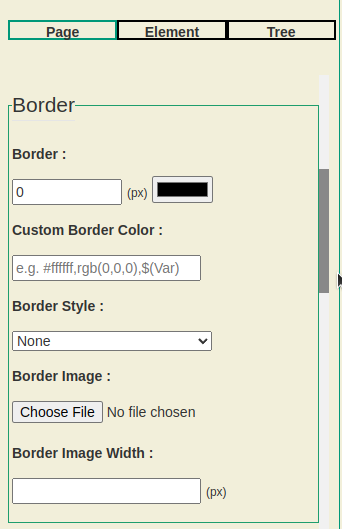 Page Element Tree
Border
Border :
0 (px)
Custom Border Color :
e.g. #ffffff,rgb(0,0,0),$(Var)
Border Style :
None
Border Image :
Choose File No file chosen
Border Image Width :
(px)